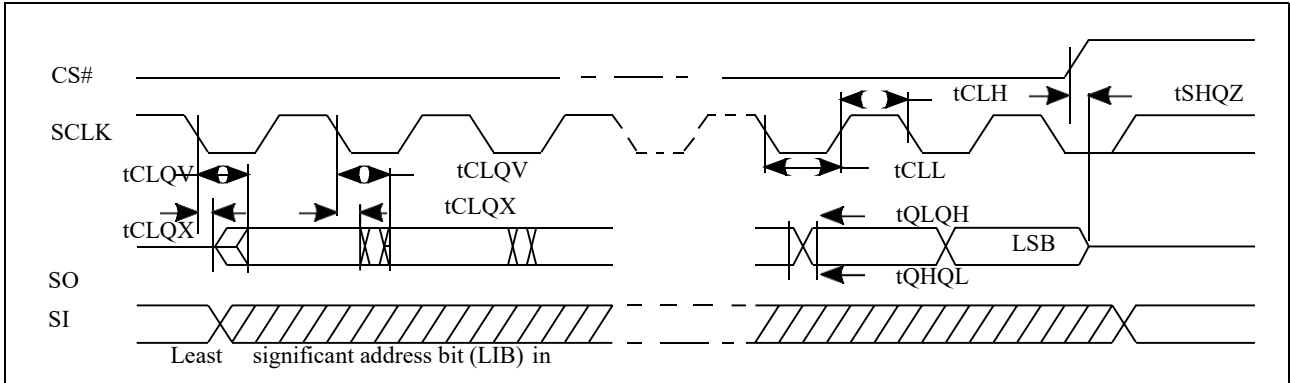 CS#
tCLH
tSHQZ
SCLK
tCLQV
tCLQV
tCLL
tCLQX
tCLQX
tQLQH
LSB
SO
tQHQL
SI
Least significant address bit (LIB) in